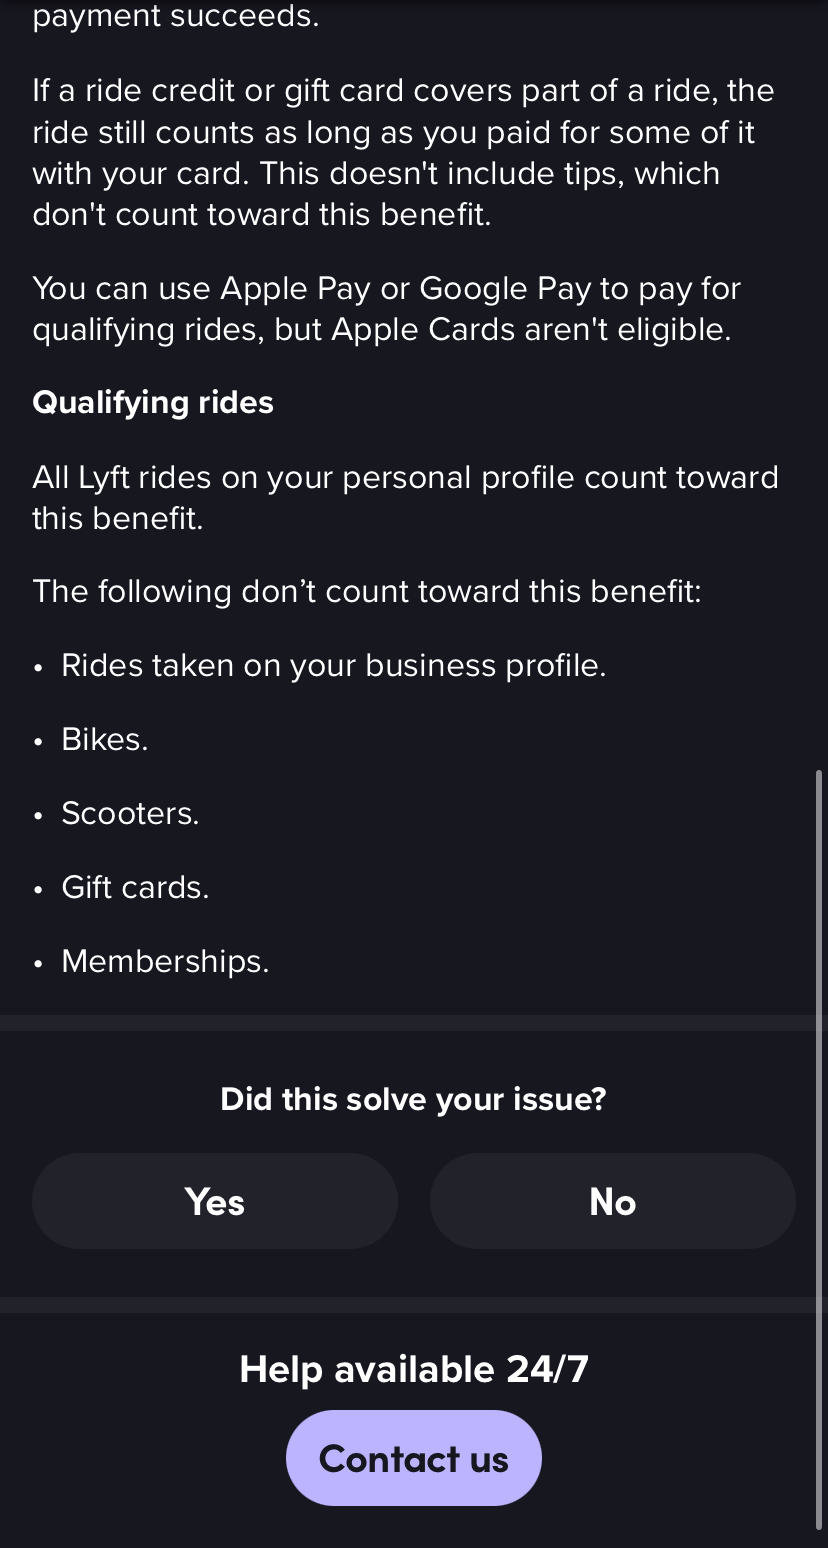 payment succeeds.
If a ride credit or gift card covers part of a ride, the
ride still counts as long as you paid for some of it
with your card. This doesn't include tips, which
don't count toward this benefit.
You can use Apple Pay or Google Pay to pay for
qualifying rides, but Apple Cards aren't eligible.
Qualifying rides
All Lyft rides on your personal profile count toward
this benefit.
The following don’t count toward this benefit:
• Rides taken on your business profile.
• Bikes.
• Scooters.
• Gift cards.
• Memberships.
Did this solve your issue?
Yes
No
Help available 24/7
Contact us